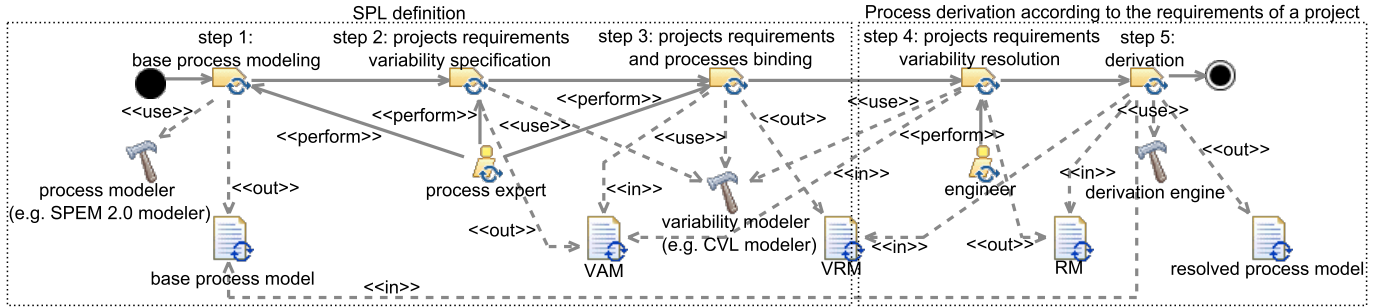 SPL definition
Process derivation according to the requirements of a project
step 1:
base process modeling
step 2: projects requirements
variability specification
step 3: projects requirements
and processes binding
step 4: projects requirements
variability resolution
step 5:
derivation
<<use>>
<<perform>>
<<perform>>
<<use>>
<<perform>>
<<use>>
<<out>>
<<use>>
<<perform>>
<<use>>
<<out>>
process modeler
(e.g. SPEM 2.0 modeler)
<<out>>
process expert
<<in>>
<<in>>
engineer
<<in>>
derivation engine
variability modeler
(e.g. CVL modeler)
<<out>>
<<in>>
<<out>>
base process model
VAM
VRM
RM
resolved process model
<<in>>